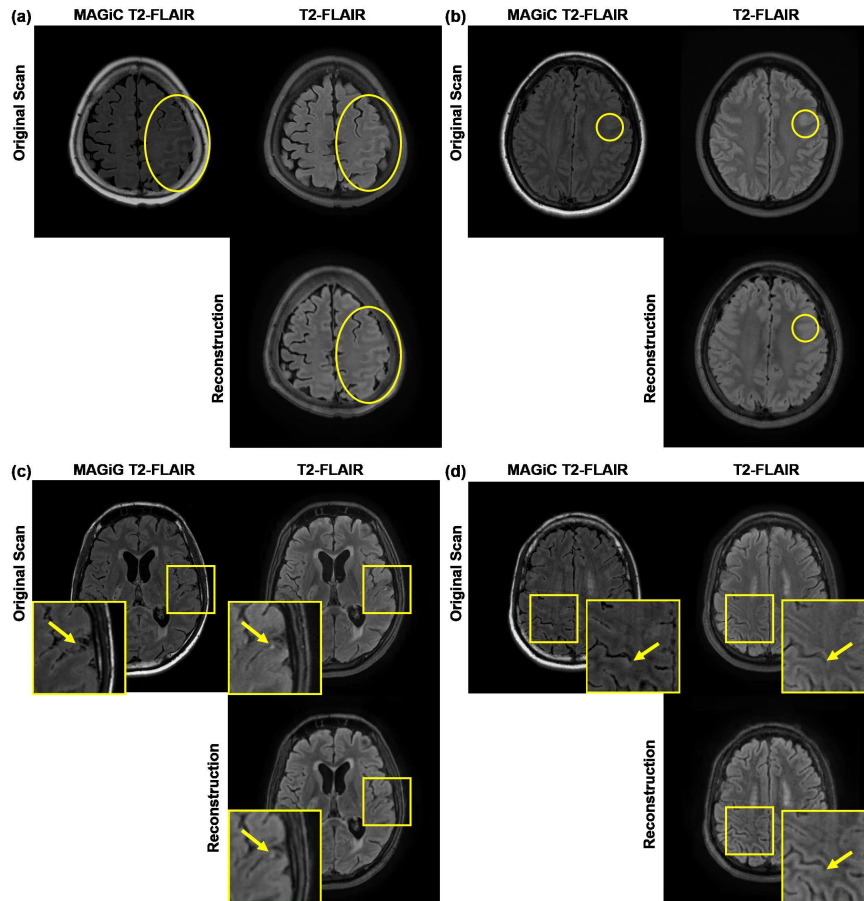 (a)
MAGiC T2-FLAIR
T2-FLAIR
Original Scan
Reconstruction
(b)
MAGiC T2-FLAIR
T2-FLAIR
Original Scan
Reconstruction
(c)
MAGiG T2-FLAIR
T2-FLAIR
Original Scan
Reconstruction
(d)
MAGiC T2-FLAIR
T2-FLAIR
Original Scan
Reconstruction